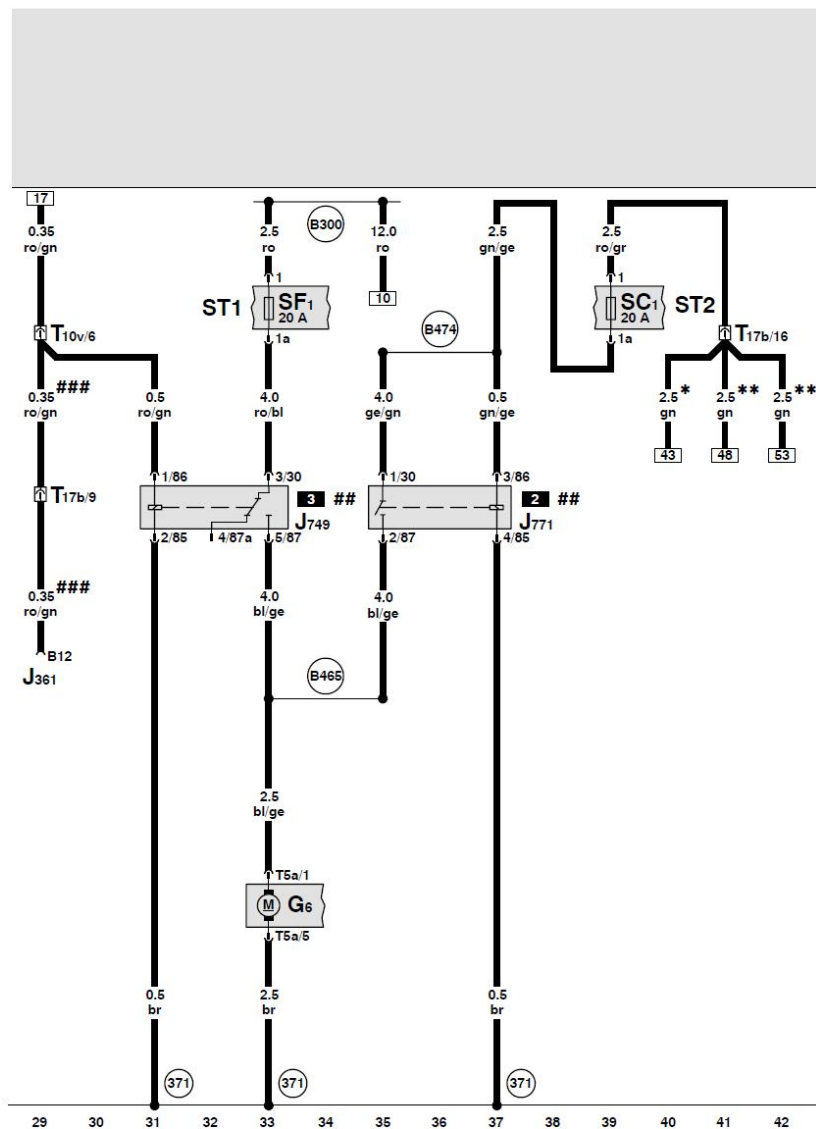 17
0.35
ro/gn
2.5
ro
B300
12.0
ro
10
2.5
gn/ge
2.5
ro/gr
1
1
ST1
SF1
20 A
SC1
20 A
ST2
1a
1a
T10v/6
B474
T17b/16
0.35 ###
ro/gn
0.5
ro/gn
4.0
ro/bl
4.0
ge/gn
0.5
gn/ge
2.5 *
gn
2.5 **
gn
2.5 **
gn
43
48
53
1/86
3/30
1/30
3/86
T17b/9
3 ##
J749
2 ##
J771
2/85
4/87a
5/87
2/87
4/85
0.35 ###
ro/gn
4.0
bl/ge
4.0
bl/ge
B12
J361
B465
2.5
bl/ge
T5a/1
M
G6
T5a/5
0.5
br
2.5
br
0.5
br
371
371
371
29 30 31 32 33 34 35 36 37 38 39 40 41 42